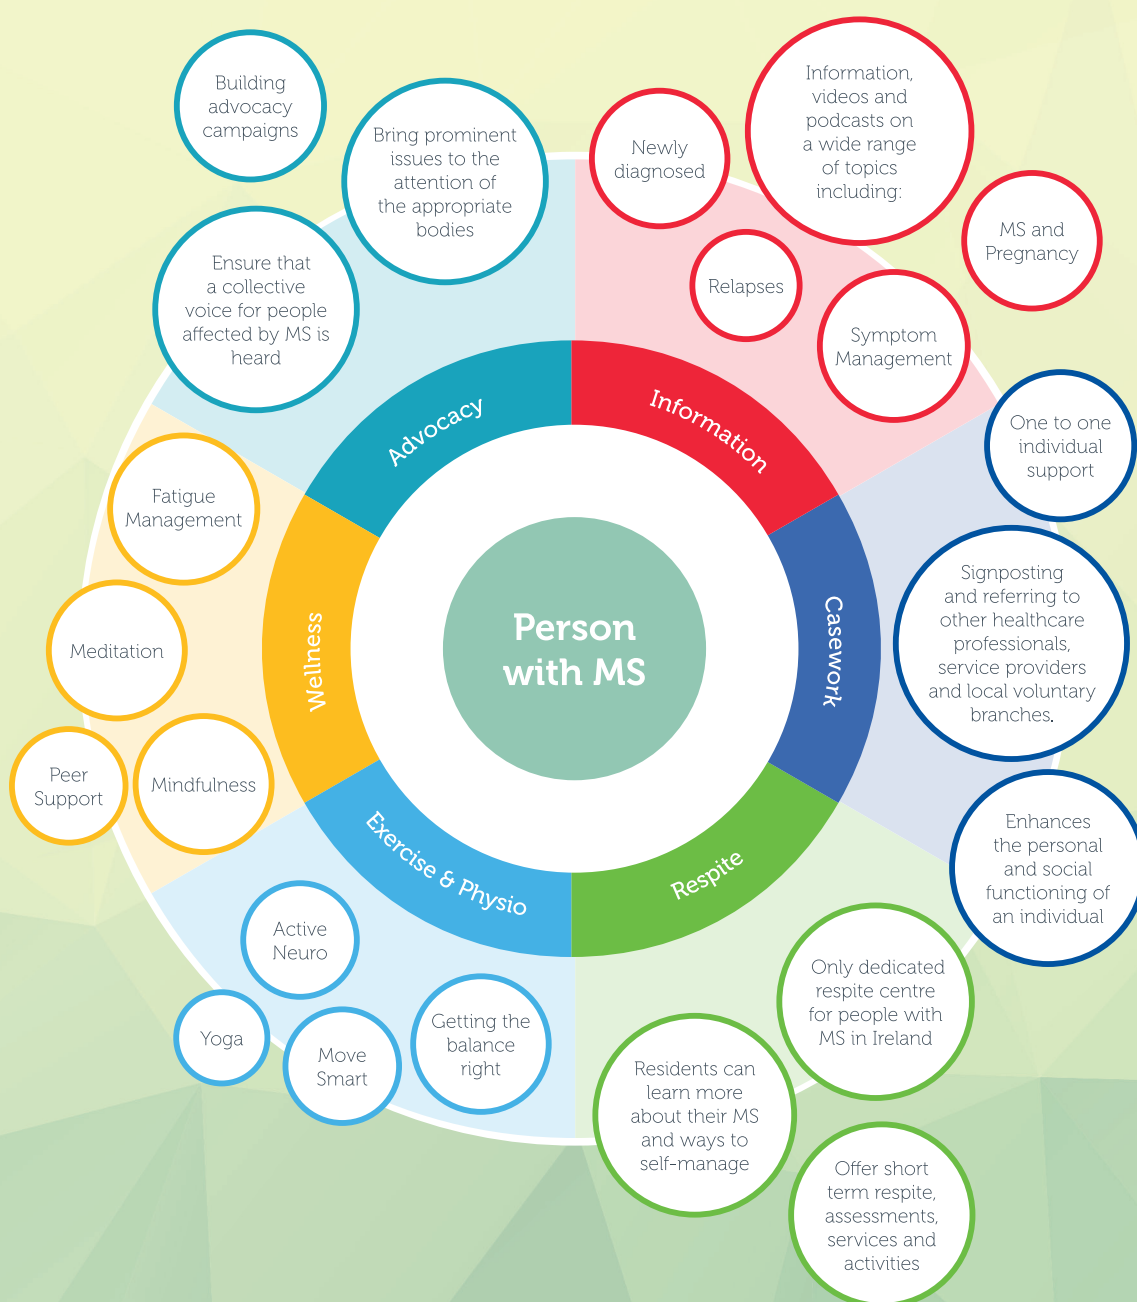 Building
advocacy
campaigns
Bring prominent
issues to the
attention of
the appropriate
bodies
Ensure that
a collective
voice for people
affected by MS is
heard
Advocacy
Newly
diagnosed
Information,
videos and
podcasts on
a wide range
of topics
including:
MS and
Pregnancy
Relapses
Symptom
Management
Information
One to one
individual
support
Signposting
and referring to
other healthcare
professionals,
service providers
and local voluntary
branches.
Enhances
the personal
and social
functioning of
an individual
Casework
Person
with MS
Wellness
Fatigue
Management
Meditation
Peer
Support
Mindfulness
Exercise & Physio
Active
Neuro
Yoga
Move
Smart
Getting the
balance
right
Respite
Only dedicated
respite centre
for people with
MS in Ireland
Residents can
learn more
about their MS
and ways to
self-manage
Offer short
term respite,
assessments,
services and
activities